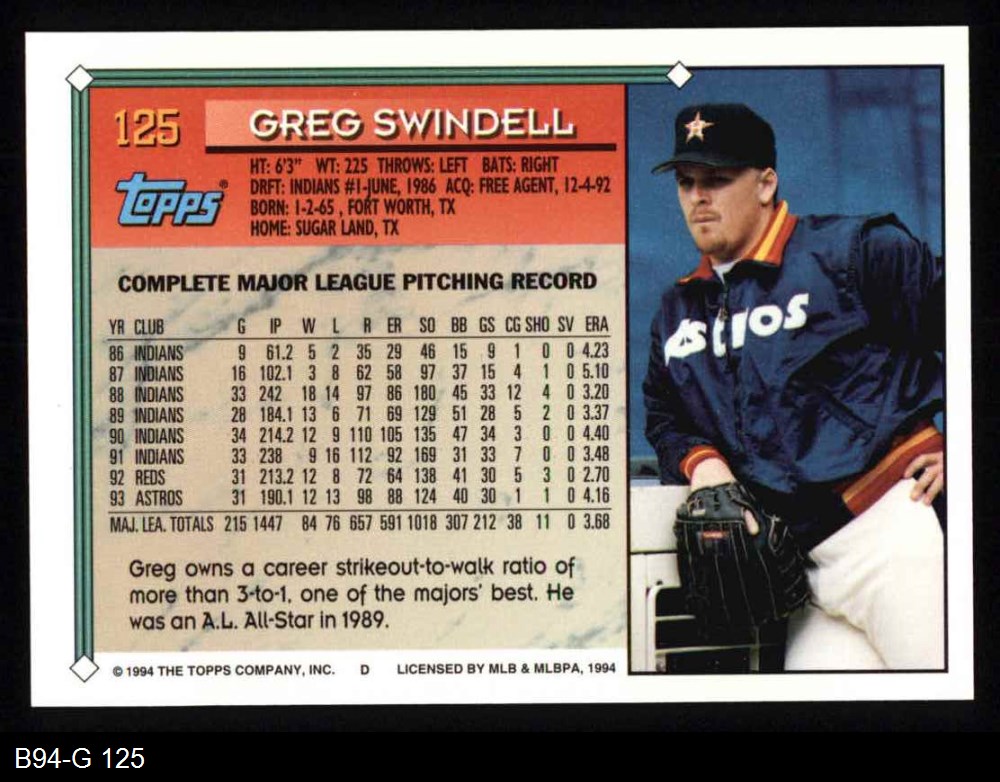 125
GREG SWINDELL
topps®
HT: 6'3" WT: 225 THROWS: LEFT BATS: RIGHT
DRFT: INDIANS #1-JUNE, 1986 ACQ: FREE AGENT, 12-4-92
BORN: 1-2-65 , FORT WORTH, TX
HOME: SUGAR LAND, TX
COMPLETE MAJOR LEAGUE PITCHING RECORD
YR CLUB G IP W L R ER SO BB GS CG SHO SV ERA
86 INDIANS 9 61.2 5 2 35 29 46 15 9 1 0 0 4.23
87 INDIANS 16 102.1 3 8 62 58 97 37 15 4 1 0 5.10
88 INDIANS 33 242 18 14 97 86 180 45 33 12 4 0 3.20
89 INDIANS 28 184.1 13 6 71 69 129 51 28 5 2 0 3.37
90 INDIANS 34 214.2 12 9 110 105 135 47 34 3 0 0 4.40
91 INDIANS 33 238 9 16 112 92 169 31 33 7 0 0 3.48
92 REDS 31 213.2 12 8 72 64 138 41 30 5 3 0 2.70
93 ASTROS 31 190.1 12 13 98 88 124 40 30 1 1 0 4.16
MAJ. LEA. TOTALS 215 1447 84 76 657 591 1018 307 212 38 11 0 3.68
Greg owns a career strikeout-to-walk ratio of
more than 3-to-1, one of the majors' best. He
was an A.L. All-Star in 1989.
© 1994 THE TOPPS COMPANY, INC. D LICENSED BY MLB & MLBPA, 1994
H
Astros
B94-G 125